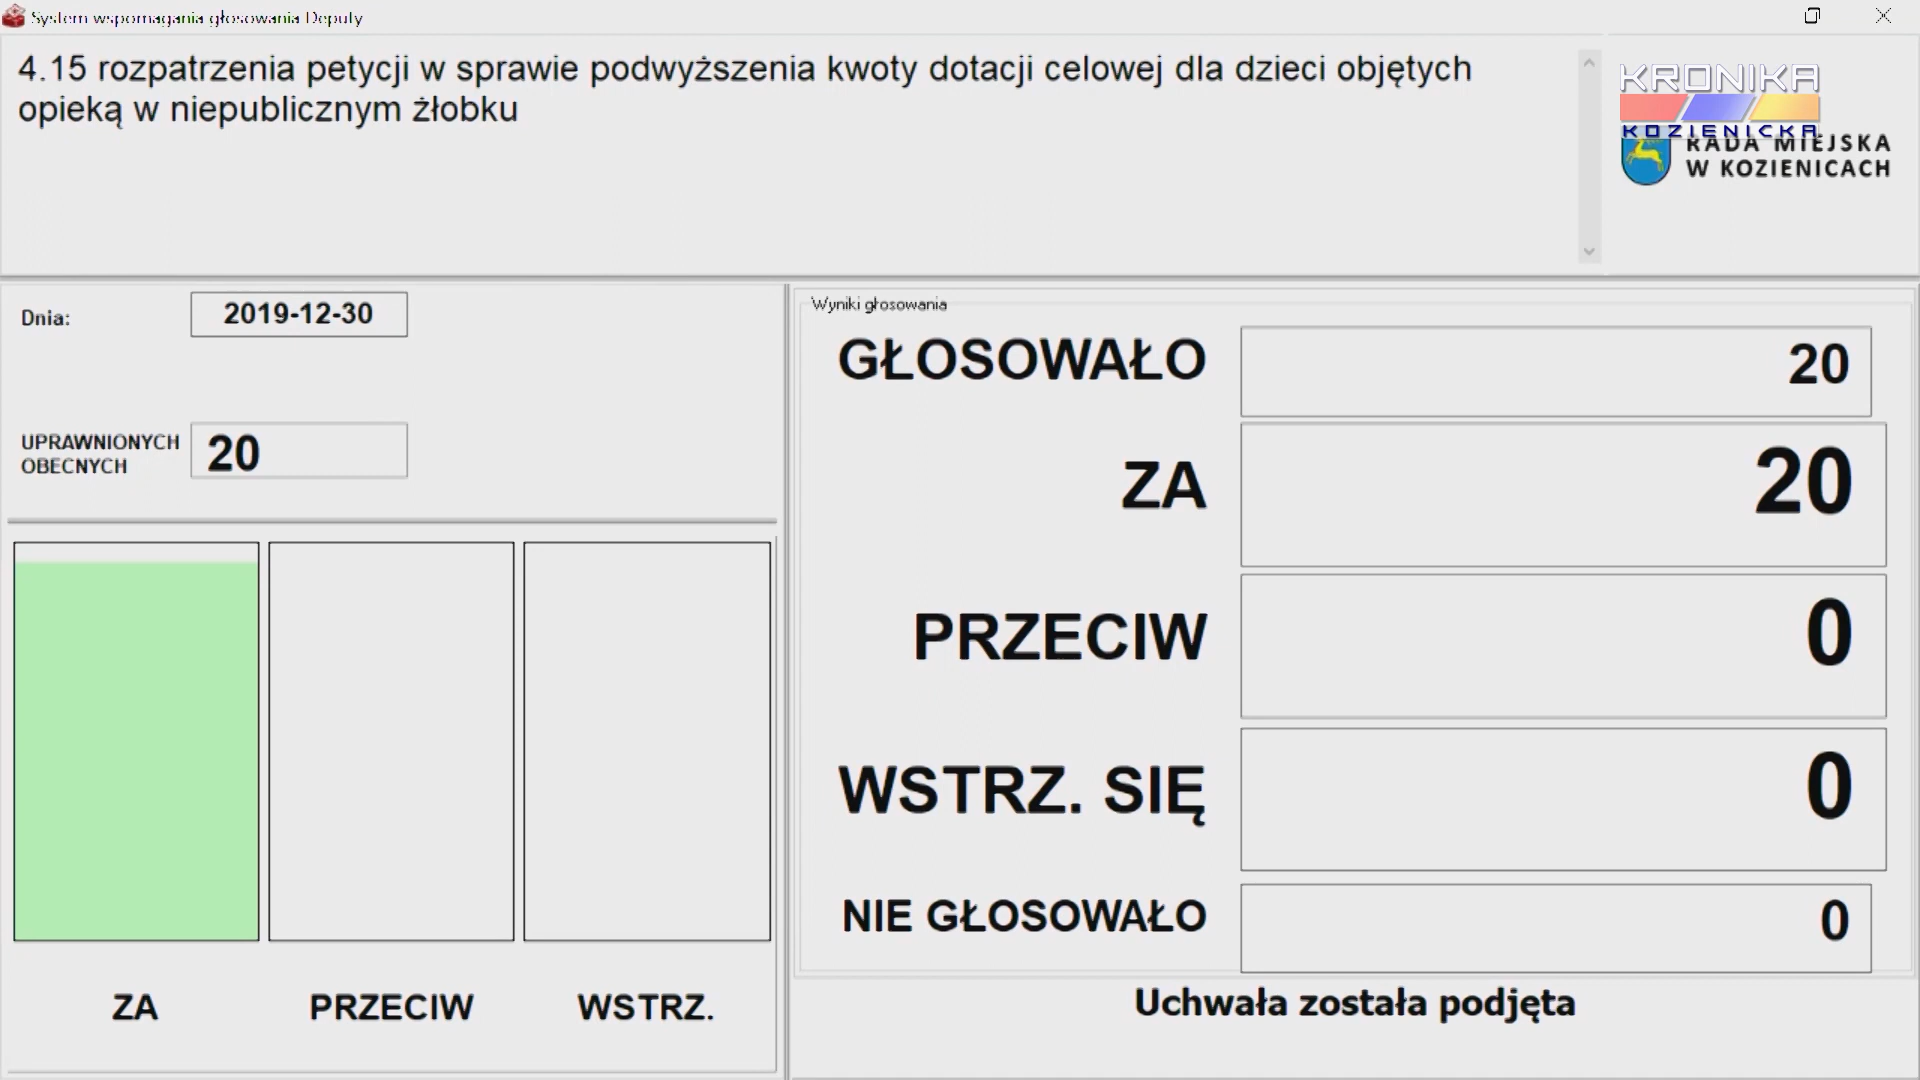 System wspomagania głosowania Deputy
4.15 rozpatrzenia petycji w sprawie podwyższenia kwoty dotacji celowej dla dzieci objętych
opieką w niepublicznym żłobku
KRONIKA
KOZIENICKA
RADA MIEJSKA
W KOZIENICACH
Dnia:
2019-12-30
UPRAWNIONYCH
OBECNYCH
20
ZA
PRZECIW
WSTRZ.
Wyniki głosowania
GŁOSOWAŁO
20
ZA
20
PRZECIW
0
WSTRZ. SIĘ
0
NIE GŁOSOWAŁO
0
Uchwała została podjęta